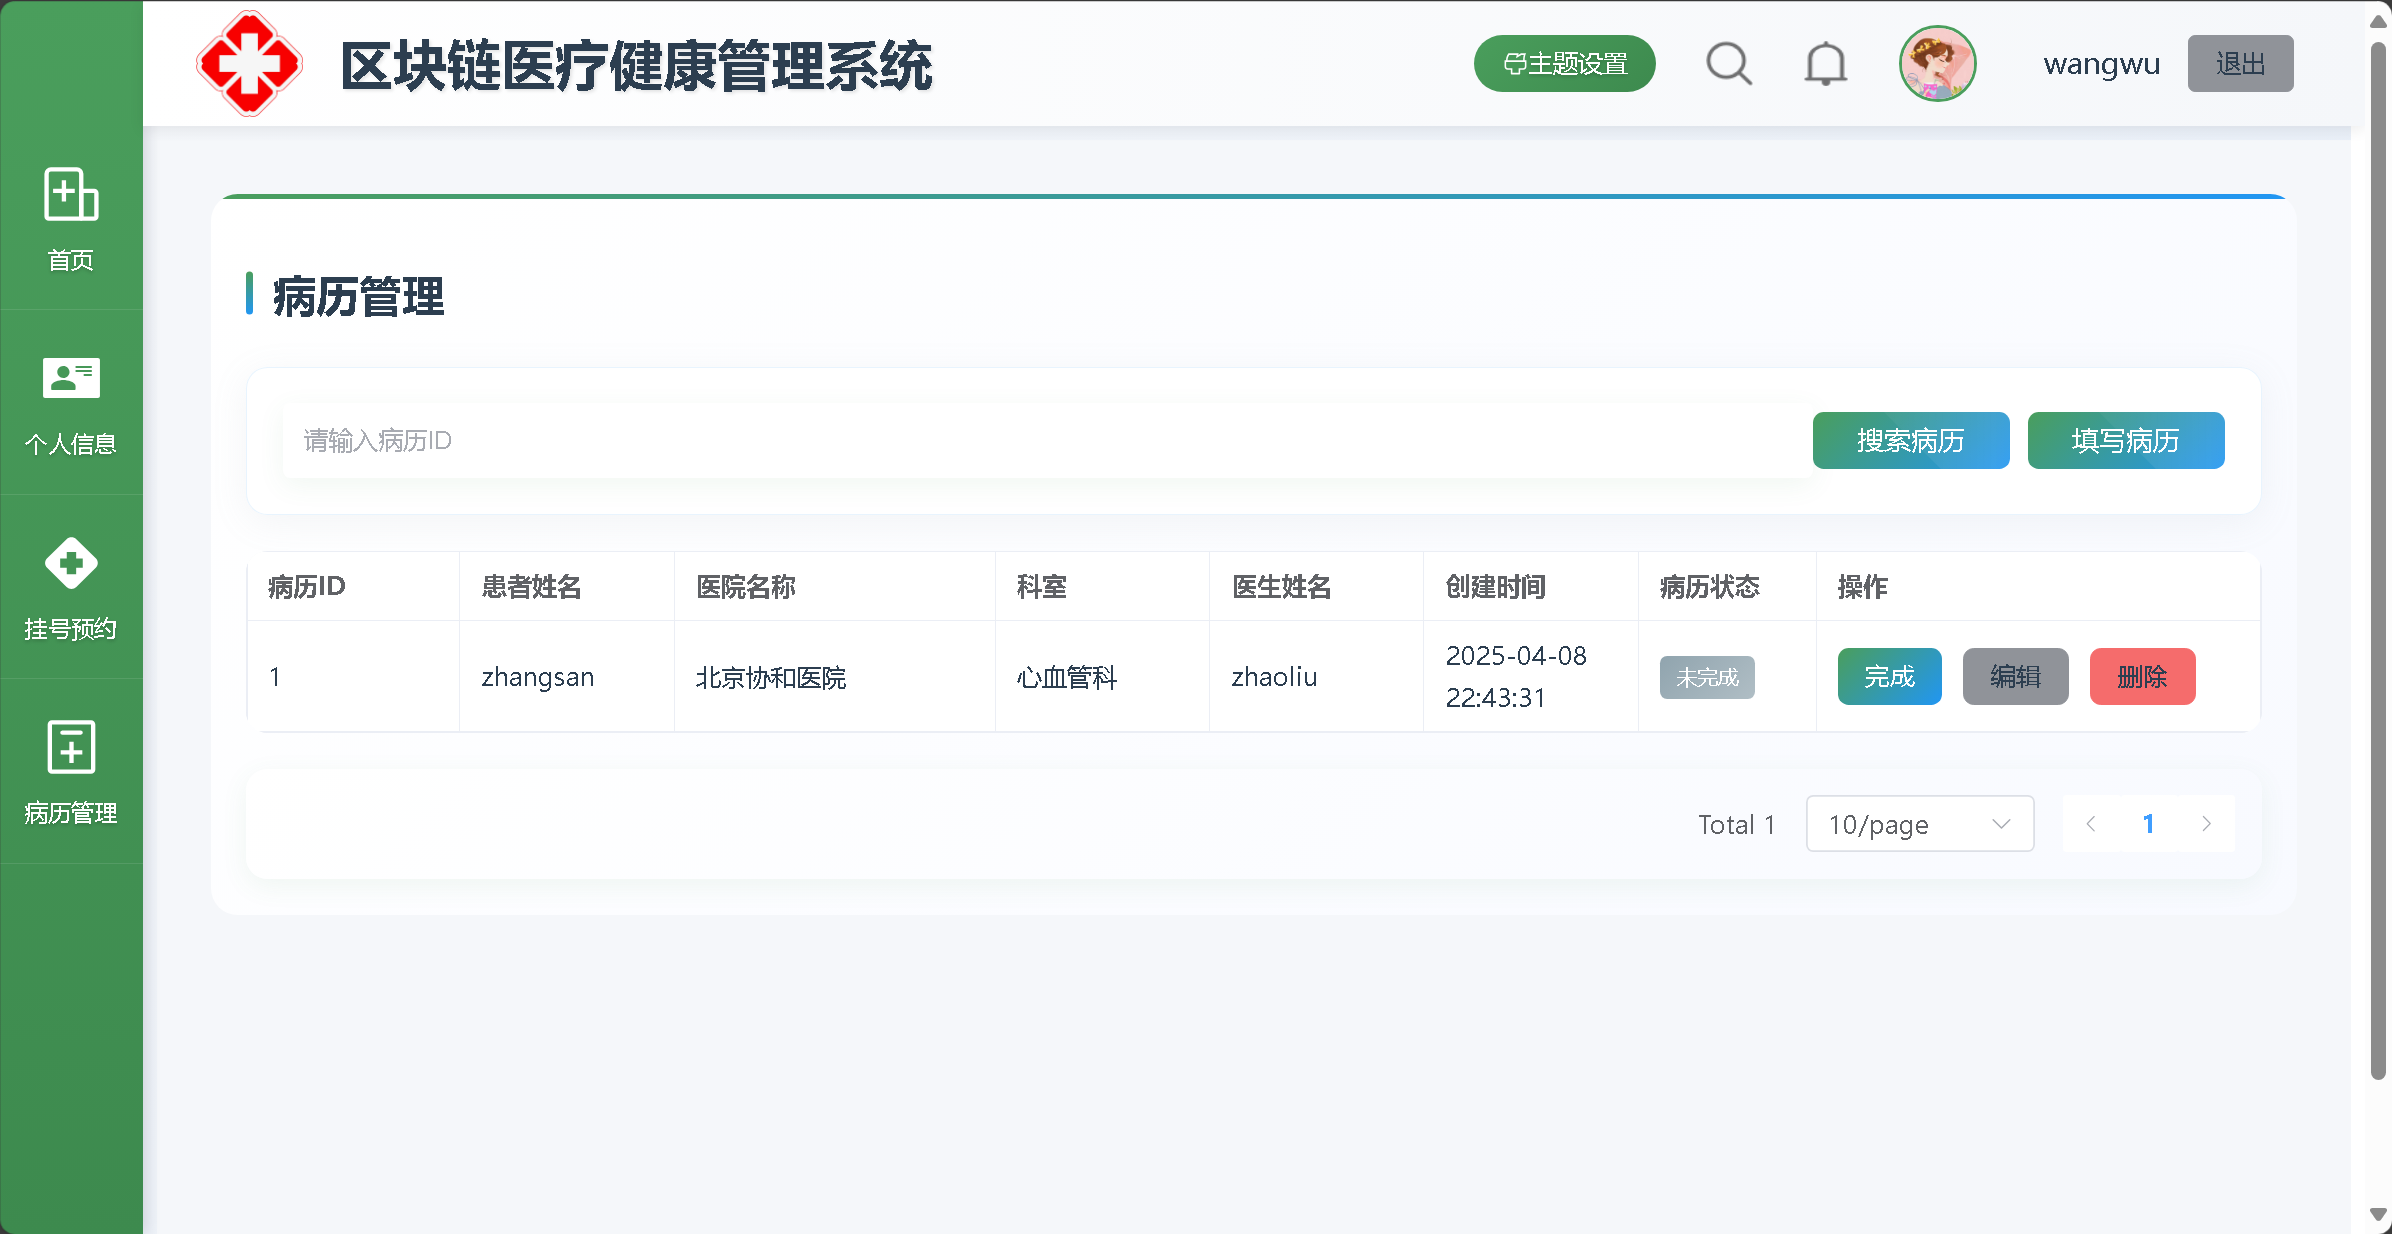 区块链医疗健康管理系统
主题设置
wangwu
退出
首页
个人信息
挂号预约
病历管理
病历管理
请输入病历ID
搜索病历
填写病历
病历ID 患者姓名 医院名称 科室 医生姓名 创建时间 病历状态 操作
1 zhangsan 北京协和医院 心血管科 zhaoliu 2025-04-08
22:43:31 未完成 完成 编辑 删除
Total 1 10/page 1